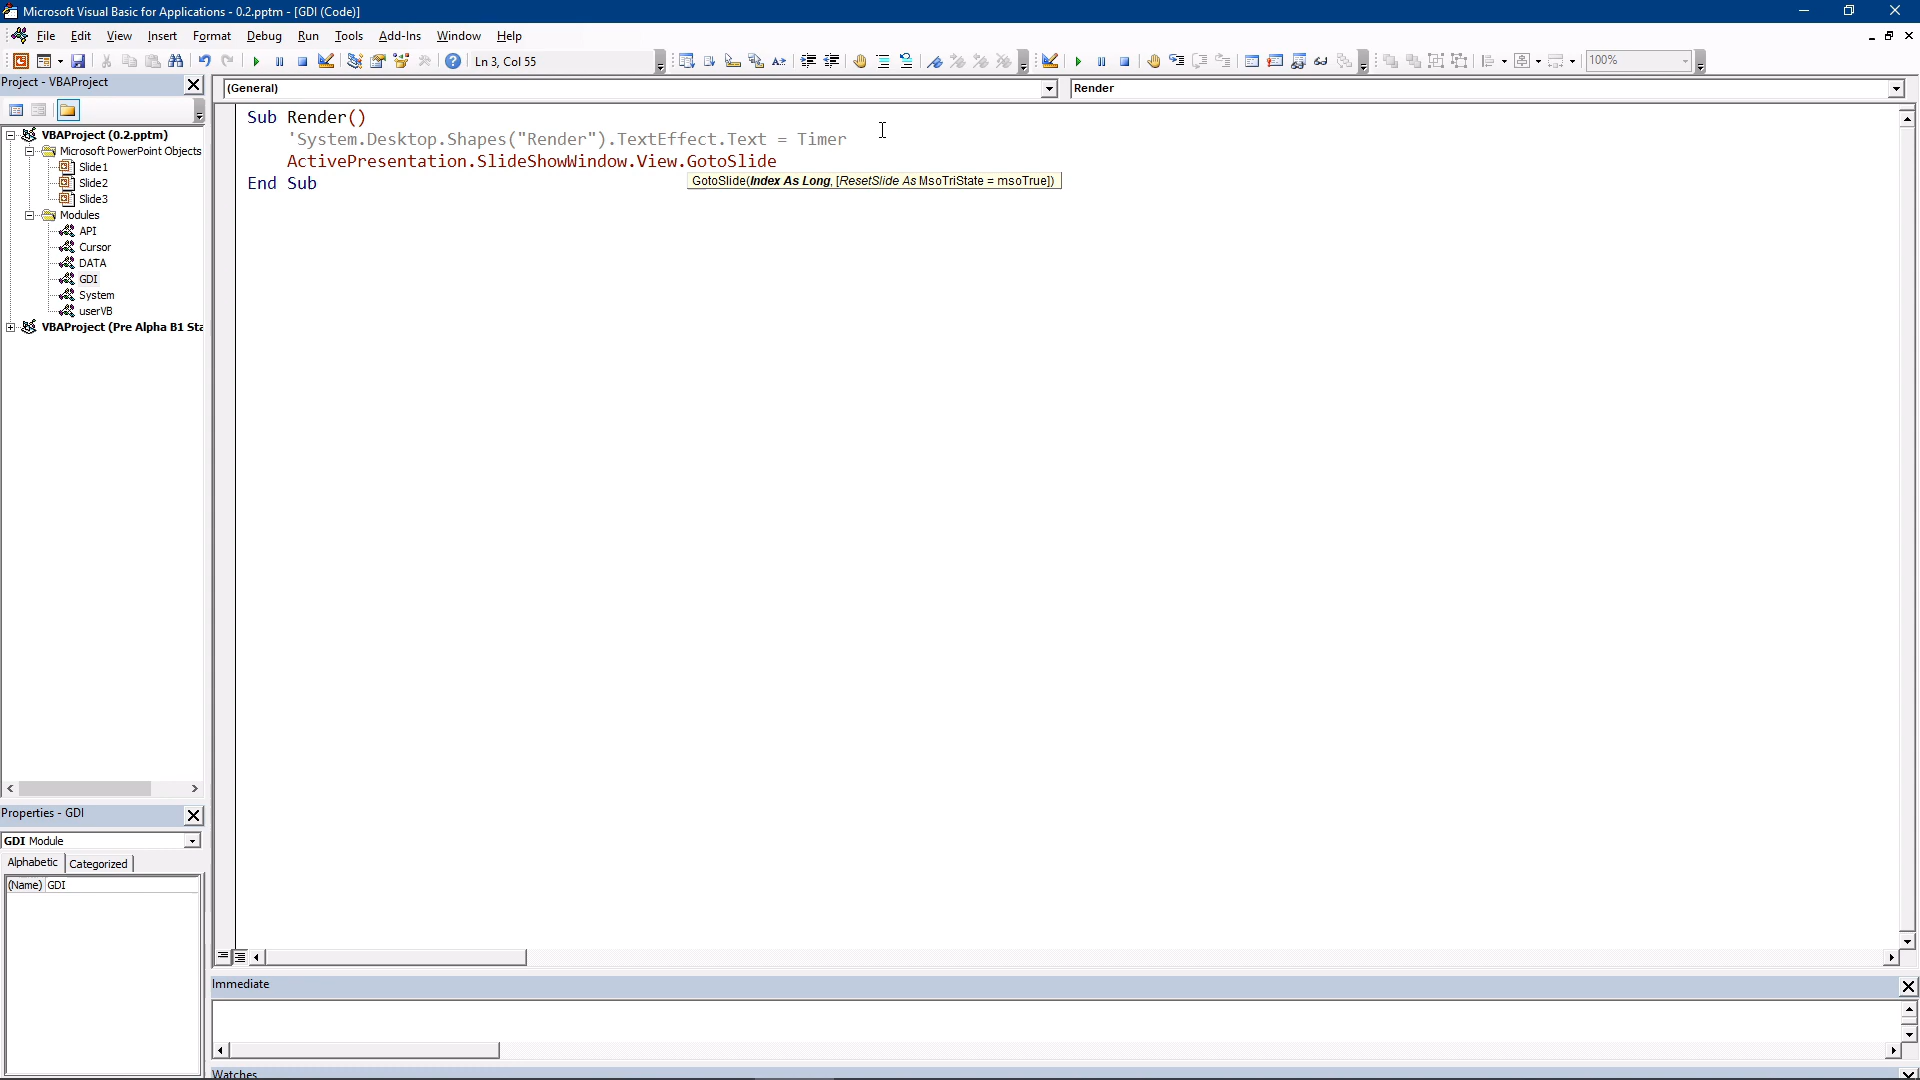 Microsoft Visual Basic for Applications - 0.2.pptm - [GDI (Code)]
File Edit View Insert Format Debug Run Tools Add-Ins Window Help
Ln 3, Col 55
100%
Project - VBAProject
(General)
Render
VBAProject (0.2.pptm)
Microsoft PowerPoint Objects
Slide1
Slide2
Slide3
Modules
API
Cursor
DATA
GDI
System
userVB
VBAProject (Pre Alpha B1 Sta
Sub Render()
'System.Desktop.Shapes("Render").TextEffect.Text = Timer
ActivePresentation.SlideShowWindow.View.GotoSlide
End Sub
GotoSlide(Index As Long, [ResetSlide As MsoTriState = msoTrue])
Properties - GDI
GDI Module
Alphabetic Categorized
(Name) GDI
Immediate
Watches